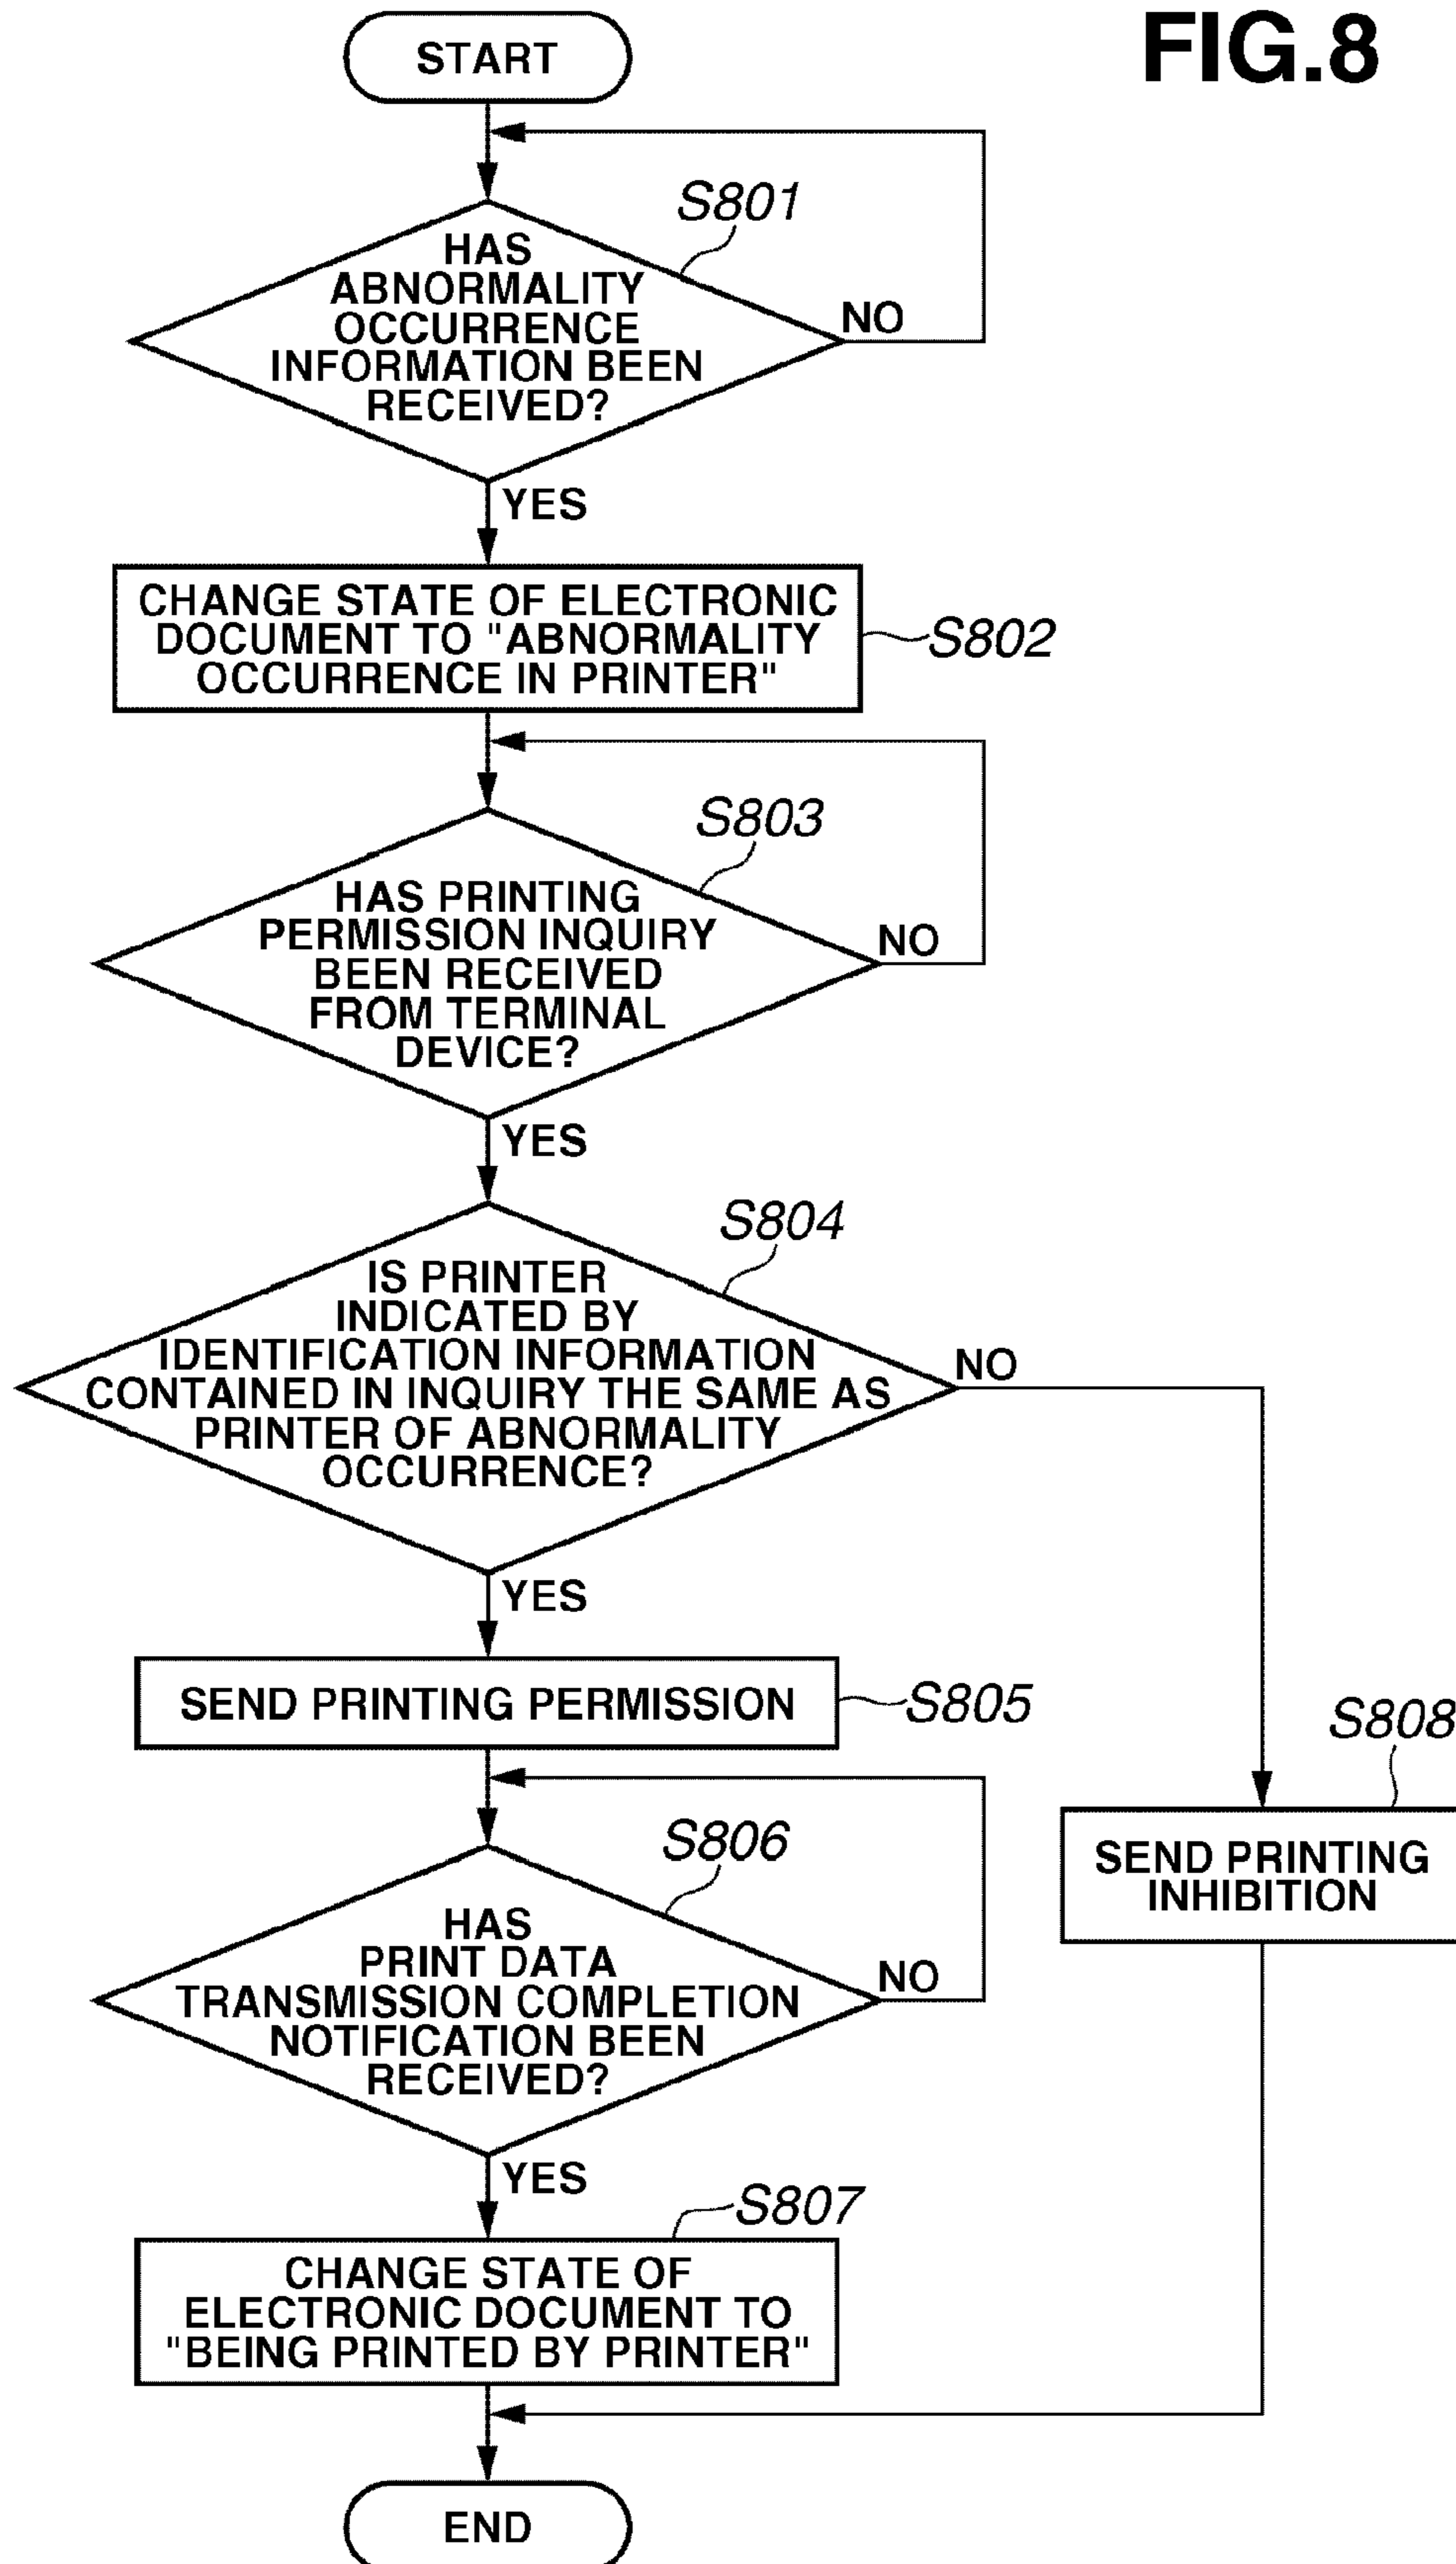 FIG.8
START
S801
HAS
ABNORMALITY
OCCURRENCE
INFORMATION BEEN
RECEIVED?
NO
YES
CHANGE STATE OF ELECTRONIC
DOCUMENT TO "ABNORMALITY
OCCURRENCE IN PRINTER"
S802
S803
HAS PRINTING
PERMISSION INQUIRY
BEEN RECEIVED
FROM TERMINAL
DEVICE?
NO
YES
S804
IS PRINTER
INDICATED BY
IDENTIFICATION INFORMATION
CONTAINED IN INQUIRY THE SAME AS
PRINTER OF ABNORMALITY
OCCURRENCE?
NO
YES
SEND PRINTING PERMISSION
S805
S808
SEND PRINTING
INHIBITION
S806
HAS
PRINT DATA
TRANSMISSION COMPLETION
NOTIFICATION BEEN
RECEIVED?
NO
YES
S807
CHANGE STATE OF
ELECTRONIC DOCUMENT TO
"BEING PRINTED BY PRINTER"
END